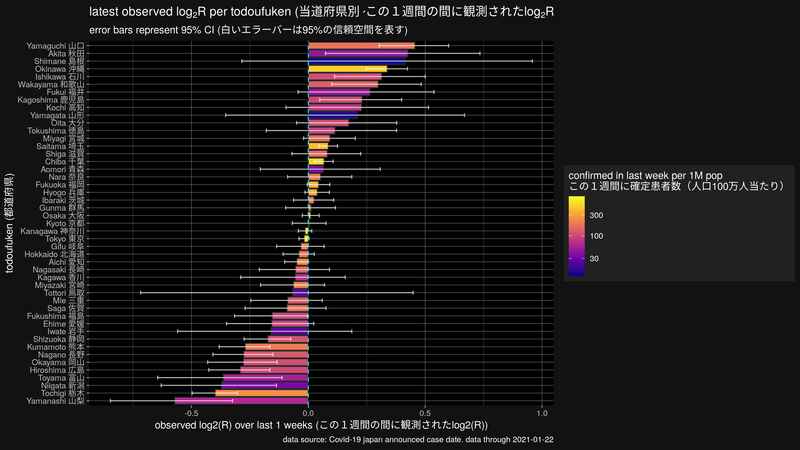 latest observed log₂R per todoufuken (当道府県別 この１週間の間に観測されたlog₂R
error bars represent 95% CI (白いエラーバーは95%の信頼空間を表す)
todoufuken (都道府県)
Yamaguchi 山口
Akita 秋田
Shimane 島根
Okinawa 沖縄
Ishikawa 石川
Wakayama 和歌山
Fukui 福井
Kagoshima 鹿児島
Kochi 高知
Yamagata 山形
Oita 大分
Tokushima 徳島
Miyagi 宮城
Saitama 埼玉
Shiga 滋賀
Chiba 千葉
Aomori 青森
Nara 奈良
Fukuoka 福岡
Hyogo 兵庫
Ibaraki 茨城
Gunma 群馬
Osaka 大阪
Kyoto 京都
Kanagawa 神奈川
Tokyo 東京
Gifu 岐阜
Hokkaido 北海道
Aichi 愛知
Nagasaki 長崎
Kagawa 香川
Miyazaki 宮崎
Tottori 鳥取
Mie 三重
Saga 佐賀
Fukushima 福島
Ehime 愛媛
Iwate 岩手
Shizuoka 静岡
Kumamoto 熊本
Nagano 長野
Okayama 岡山
Hiroshima 広島
Toyama 富山
Niigata 新潟
Tochigi 栃木
Yamanashi 山梨
-0.5 0.0 0.5 1.0
observed log2(R) over last 1 weeks (この１週間の間に観測されたlog2(R))
data source: Covid-19 japan announced case date. data through 2021-01-22
confirmed in last week per 1M pop
この１週間に確定患者数（人口100万人当たり）
300
100
30